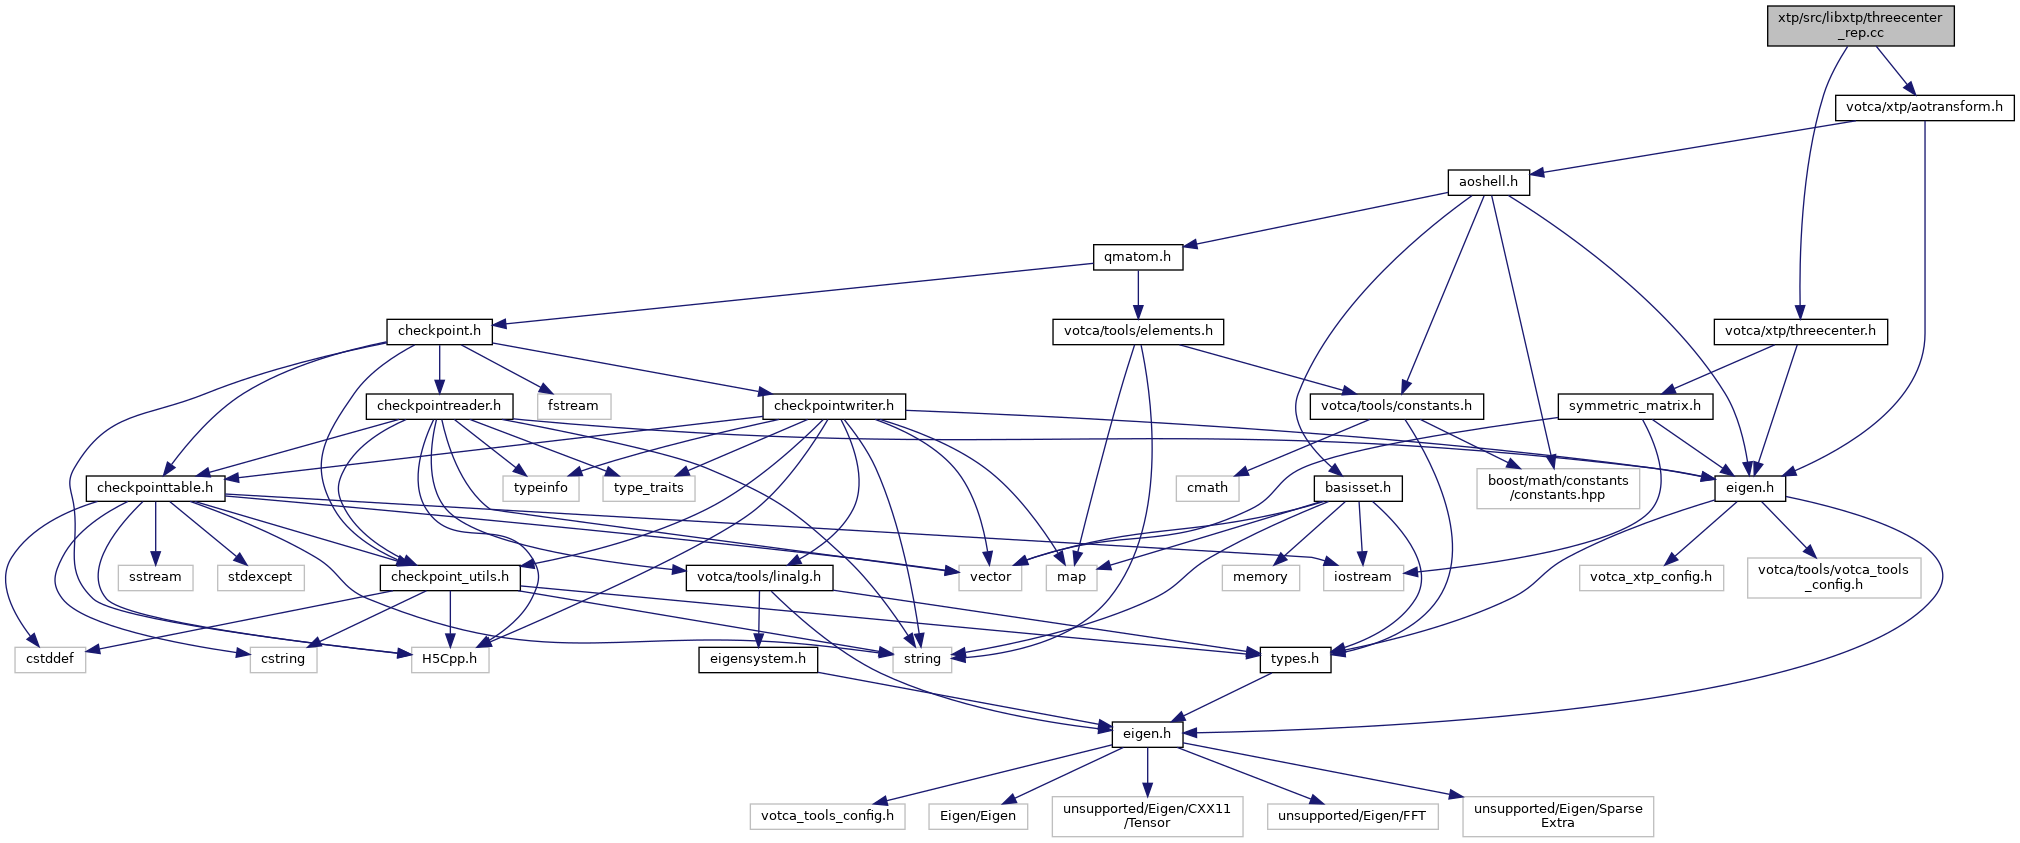 xtp/src/libxtp/threecenter
_rep.cc
votca/xtp/aotransform.h
aoshell.h
qmatom.h
checkpoint.h
votca/tools/elements.h
votca/xtp/threecenter.h
checkpointreader.h
fstream
checkpointwriter.h
votca/tools/constants.h
symmetric_matrix.h
checkpointtable.h
typeinfo
type_traits
cmath
basisset.h
boost/math/constants
/constants.hpp
eigen.h
sstream
stdexcept
checkpoint_utils.h
votca/tools/linalg.h
vector
map
memory
iostream
votca_xtp_config.h
votca/tools/votca_tools
_config.h
cstddef
cstring
H5Cpp.h
eigensystem.h
string
types.h
eigen.h
votca_tools_config.h
Eigen/Eigen
unsupported/Eigen/CXX11
/Tensor
unsupported/Eigen/FFT
unsupported/Eigen/Sparse
Extra